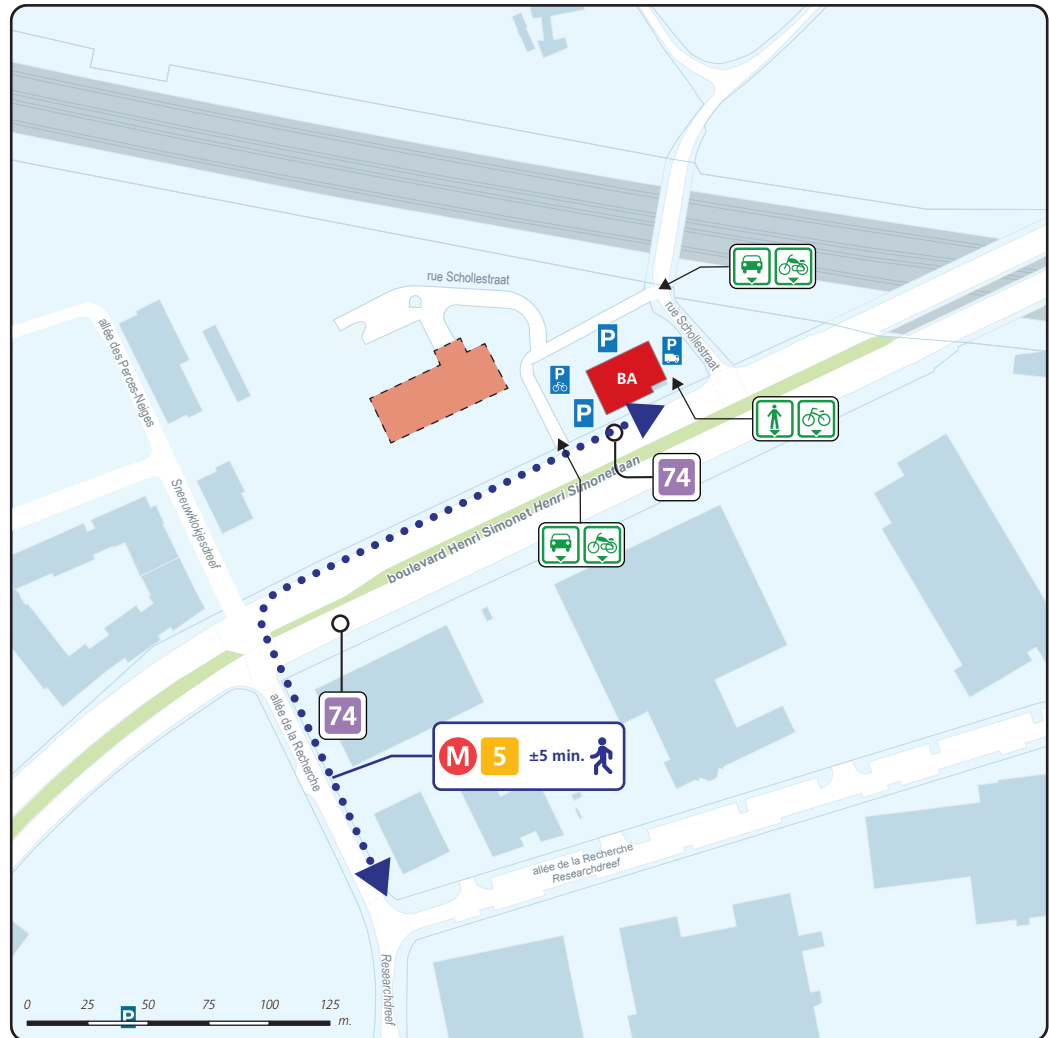 rue Schollestraat
rue Schollestraat
allée des Perces-Neiges
Sneeuwklokjesdreef
P
P
P
P
BA
74
boulevard Henri Simonet Henri Simonetlaan
74
allée de la Recherche
M 5 ±5 min.
allée de la Recherche
Researchdreef
Researchdreef
0 25 50 75 100 125
P
m.